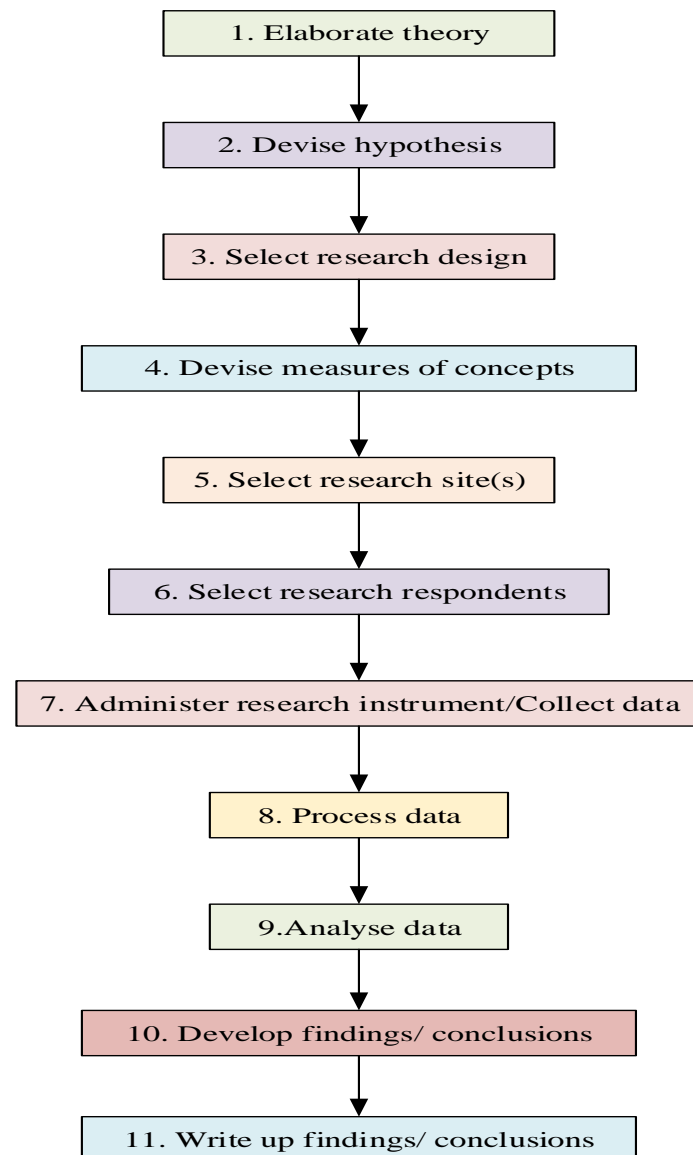 1. Elaborate theory
2. Devise hypothesis
3. Select research design
4. Devise measures of concepts
5. Select research site(s)
6. Select research respondents
7. Administer research instrument/Collect data
8. Process data
9.Analyse data
10. Develop findings/ conclusions
11. Write up findings/ conclusions